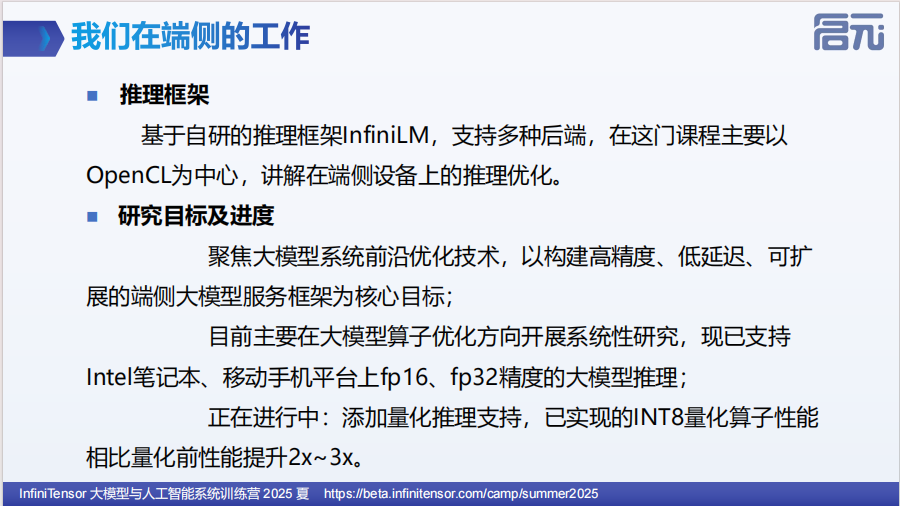 我们在端侧的工作
启元
推理框架
基于自研的推理框架InfiniLM，支持多种后端，在这门课程主要以
OpenCL为中心，讲解在端侧设备上的推理优化。
研究目标及进度
聚焦大模型系统前沿优化技术，以构建高精度、低延迟、可扩
展的端侧大模型服务框架为核心目标；
目前主要在大模型算子优化方向开展系统性研究，现已支持
Intel笔记本、移动手机平台上fp16、fp32精度的大模型推理；
正在进行中：添加量化推理支持，已实现的INT8量化算子性能
相比量化前性能提升2x~3x。
InfiniTensor 大模型与人工智能系统训练营 2025 夏 https://beta.infinitensor.com/camp/summer2025